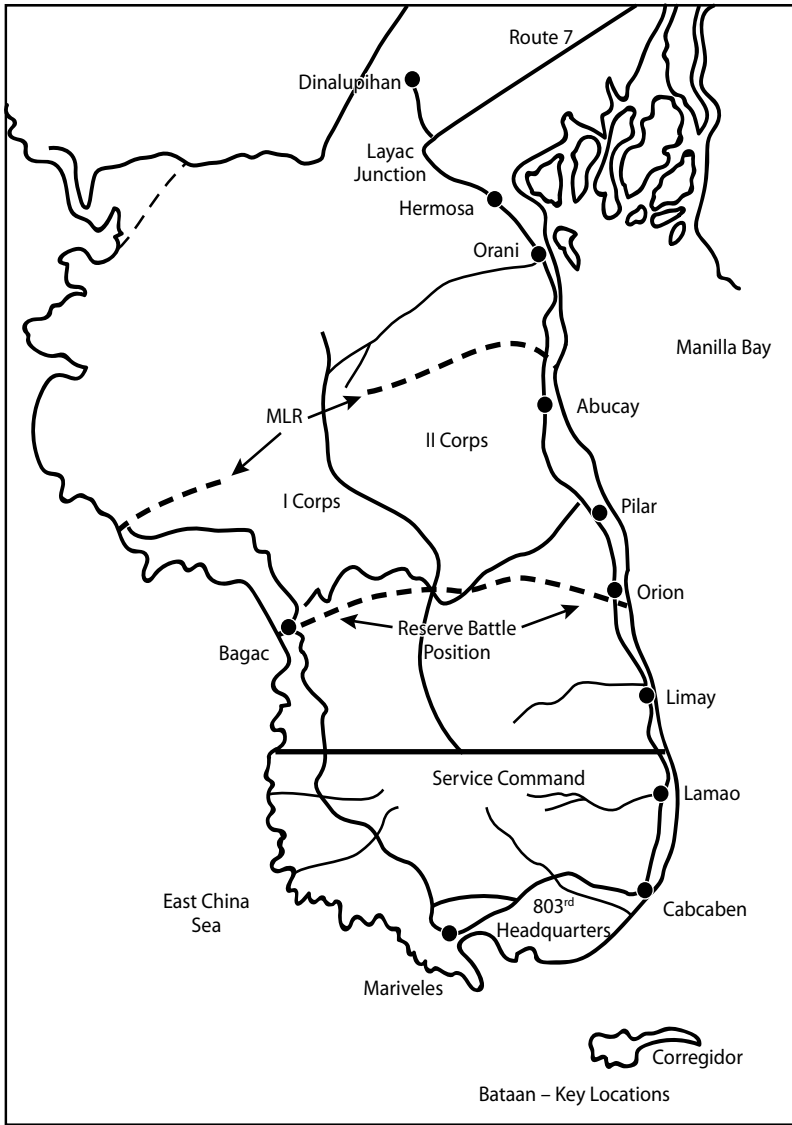 Route 7
Dinalupihan
Layac
Junction
Hermosa
Orani
Manilla Bay
Abucay
MLR
II Corps
I Corps
Pilar
Orion
Reserve Battle
Position
Bagac
Limay
Service Command
Lamao
East China
Sea
803rd
Headquarters
Cabcaben
Mariveles
Corregidor
Bataan – Key Locations